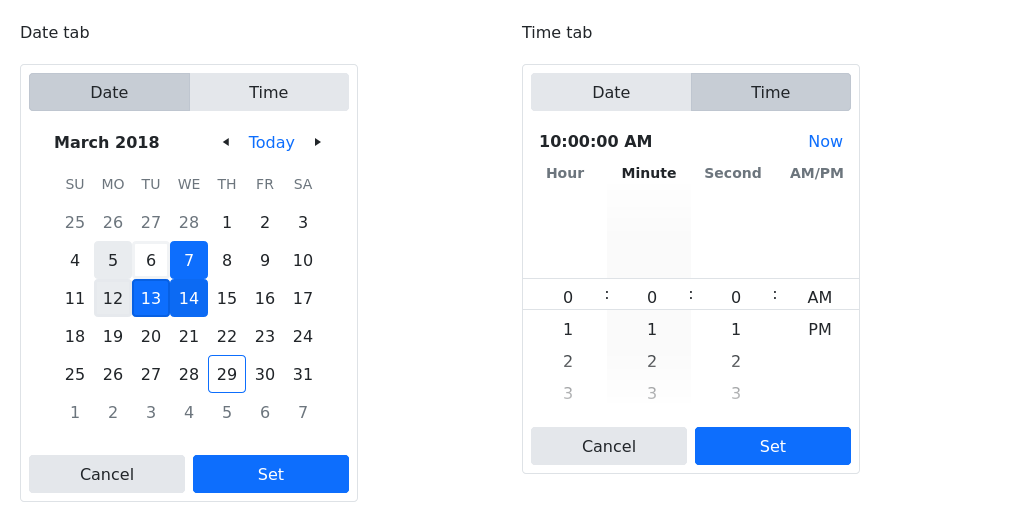 Date tab
Date Time
March 2018 Today
SU MO TU WE TH FR SA
25 26 27 28 1 2 3
4 5 6 7 8 9 10
11 12 13 14 15 16 17
18 19 20 21 22 23 24
25 26 27 28 29 30 31
1 2 3 4 5 6 7
Cancel Set
Time tab
Date Time
10:00:00 AM Now
Hour Minute Second AM/PM
0 : 0 : 0 : AM
1 1 1 PM
2 2 2
3 3 3
Cancel Set